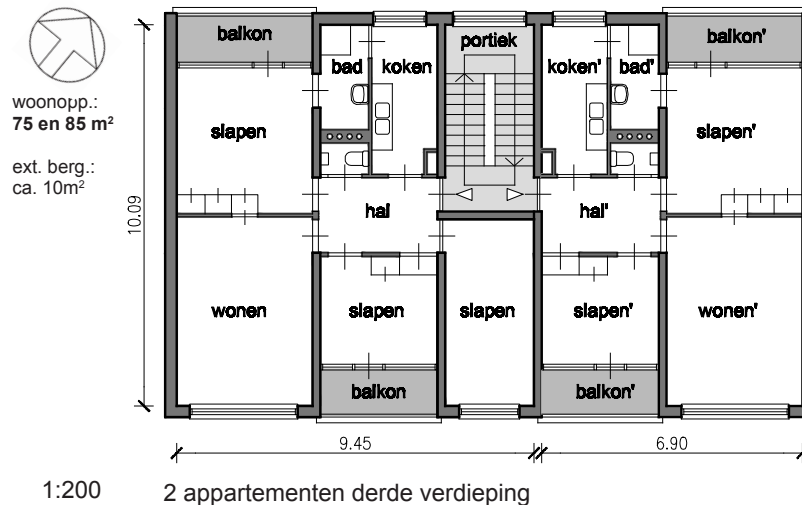 balkon
portiek
balkon'
bad
koken
koken'
bad'
woonopp.:
75 en 85 m²
slapen
slapen'
ext. berg.:
ca. 10m²
hal
hal'
10.09
wonen
slapen
slapen
slapen'
wonen'
balkon
balkon'
9.45
6.90
1:200
2 appartementen derde verdieping